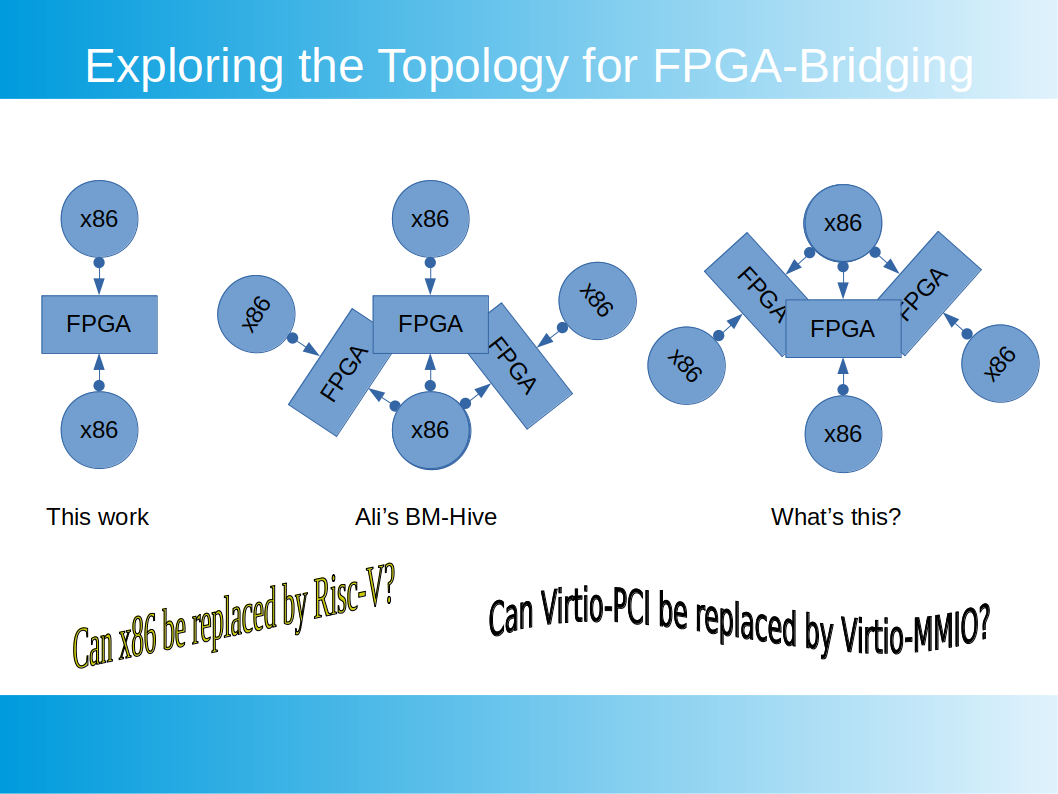 Exploring the Topology for FPGA-Bridging
x86
FPGA
x86
This work
x86
x86
x86
FPGA
FPGA
FPGA
x86
Ali’s BM-Hive
x86
FPGA
FPGA
FPGA
x86
x86
x86
What’s this?
Can x86 be replaced by Risc-V?
Can Virtio-PCI be replaced by Virtio-MMIO?